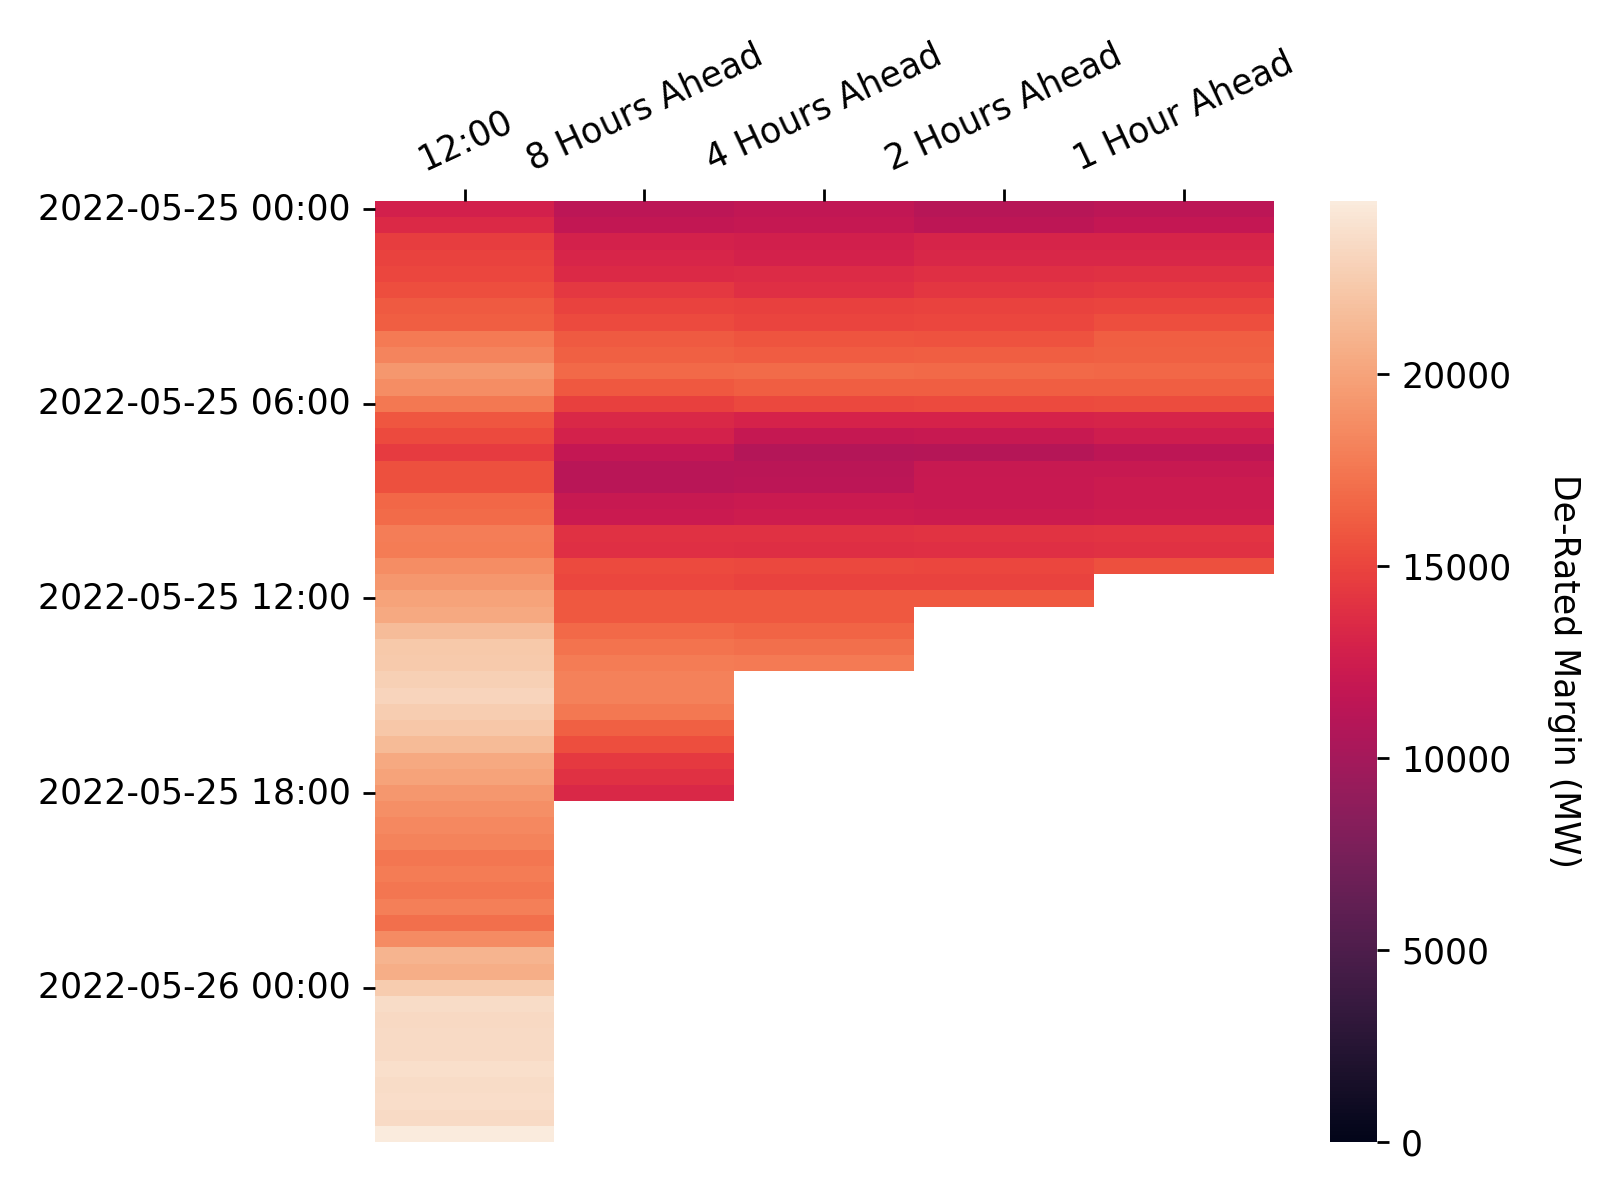 12:00
8 Hours Ahead
4 Hours Ahead
2 Hours Ahead
1 Hour Ahead
2022-05-25 00:00
2022-05-25 06:00
2022-05-25 12:00
2022-05-25 18:00
2022-05-26 00:00
20000
15000
10000
5000
0
De-Rated Margin (MW)